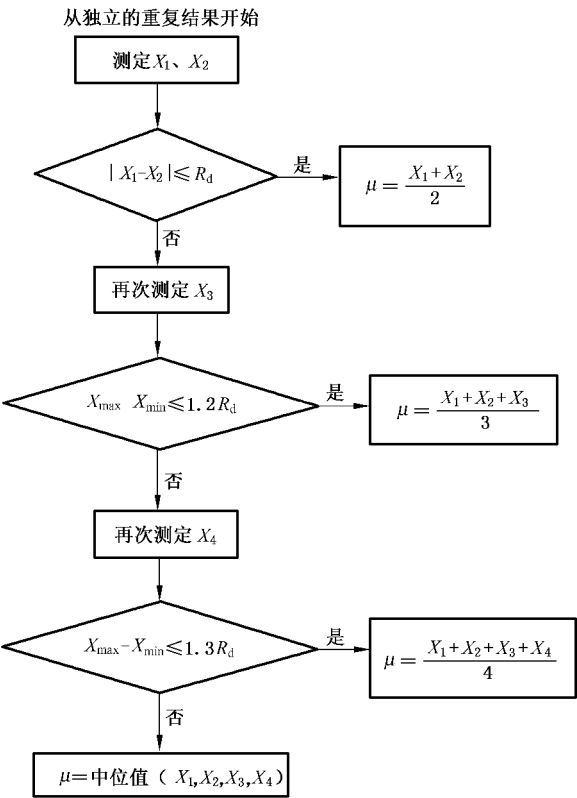 从独立的重复结果开始
测定X₁、X₂
|X₁-X₂|≤R_d
是
μ=(X₁+X₂)/2
否
再次测定X₃
X_max X_min≤1.2R_d
是
μ=(X₁+X₂+X₃)/3
否
再次测定X₄
X_max-X_min≤1.3R_d
是
μ=(X₁+X₂+X₃+X₄)/4
否
μ=中位值(X₁,X₂,X₃,X₄)